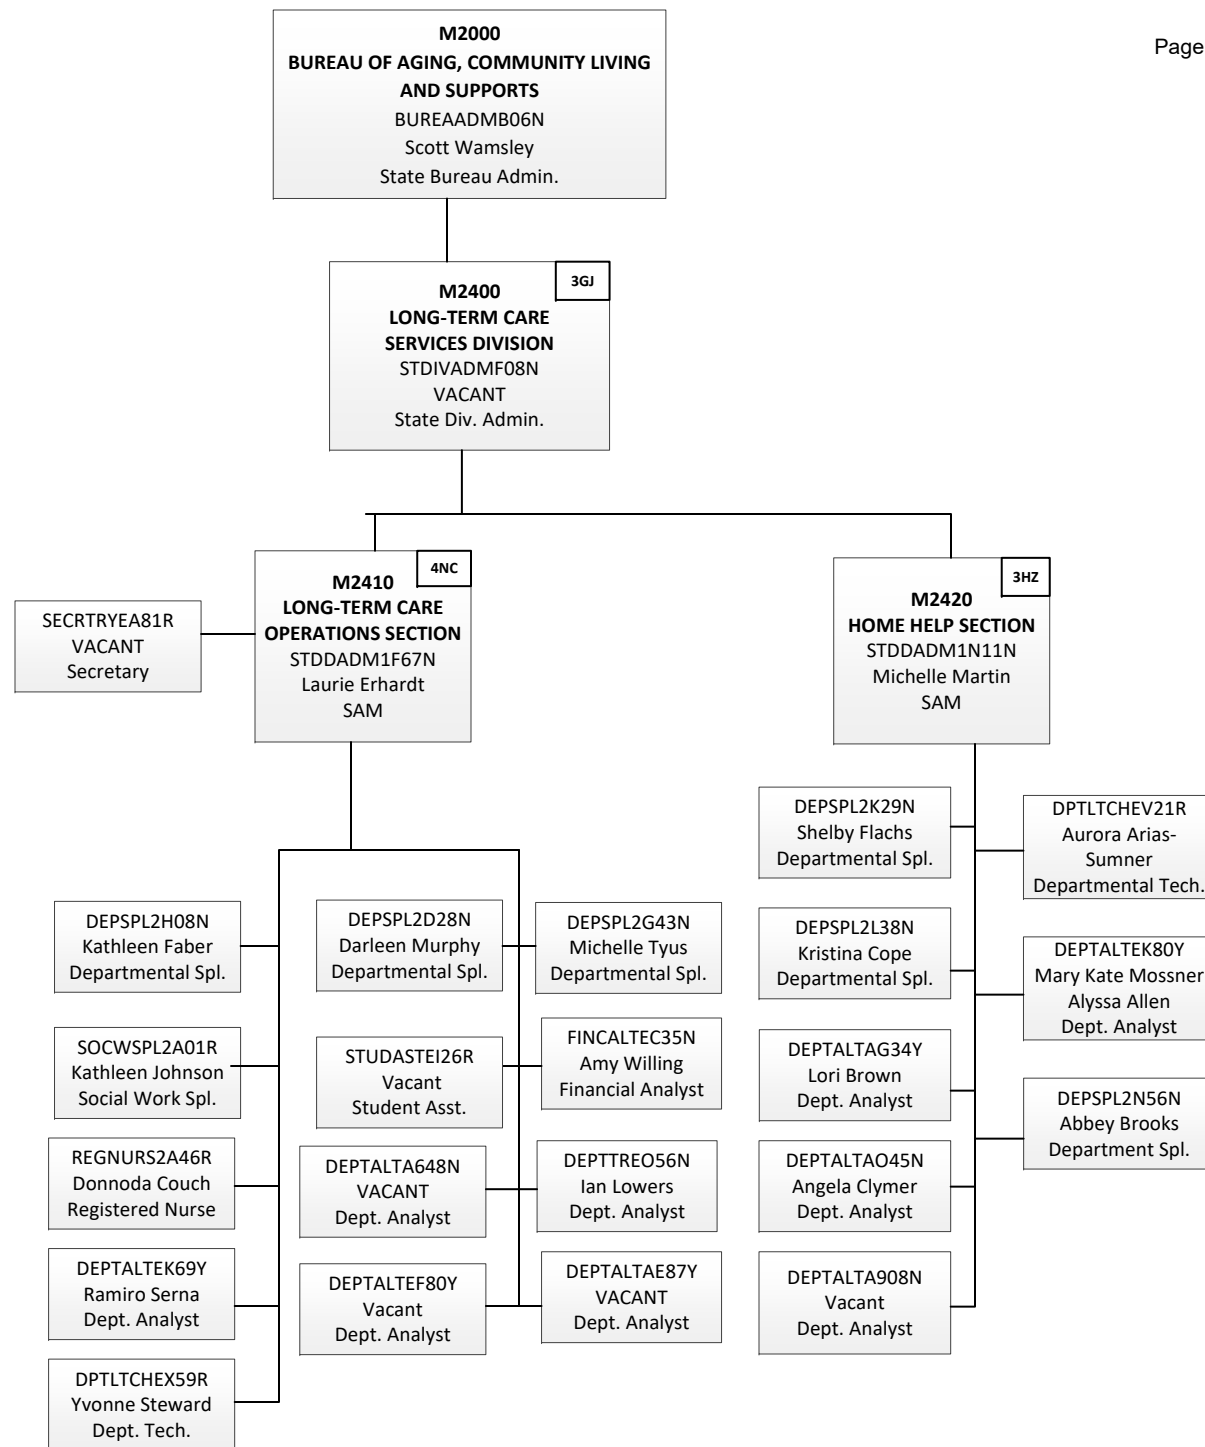 Page
M2000
BUREAU OF AGING, COMMUNITY LIVING
AND SUPPORTS
BUREAADMB06N
Scott Wamsley
State Bureau Admin.
3GJ
M2400
LONG-TERM CARE
SERVICES DIVISION
STDIVADMF08N
VACANT
State Div. Admin.
SECRTRYEA81R
VACANT
Secretary
4NC
M2410
LONG-TERM CARE
OPERATIONS SECTION
STDDADM1F67N
Laurie Erhardt
SAM
3HZ
M2420
HOME HELP SECTION
STDDADM1N11N
Michelle Martin
SAM
DEPSPL2H08N
Kathleen Faber
Departmental Spl.
SOCWSPL2A01R
Kathleen Johnson
Social Work Spl.
REGNURS2A46R
Donnoda Couch
Registered Nurse
DEPTALTEK69Y
Ramiro Serna
Dept. Analyst
DPTLTCHEX59R
Yvonne Steward
Dept. Tech.
DEPSPL2D28N
Darleen Murphy
Departmental Spl.
STUDASTEI26R
Vacant
Student Asst.
DEPTALTA648N
VACANT
Dept. Analyst
DEPTALTEF80Y
Vacant
Dept. Analyst
DEPSPL2G43N
Michelle Tyus
Departmental Spl.
FINCALTEC35N
Amy Willing
Financial Analyst
DEPTTREO56N
Ian Lowers
Dept. Analyst
DEPTALTAE87Y
VACANT
Dept. Analyst
DEPSPL2K29N
Shelby Flachs
Departmental Spl.
DEPSPL2L38N
Kristina Cope
Departmental Spl.
DEPTALTAG34Y
Lori Brown
Dept. Analyst
DEPTALTAO45N
Angela Clymer
Dept. Analyst
DEPTALTA908N
Vacant
Dept. Analyst
DPTLTCHEV21R
Aurora Arias-
Sumner
Departmental Tech.
DEPTALTEK80Y
Mary Kate Mossner
Alyssa Allen
Dept. Analyst
DEPSPL2N56N
Abbey Brooks
Department Spl.